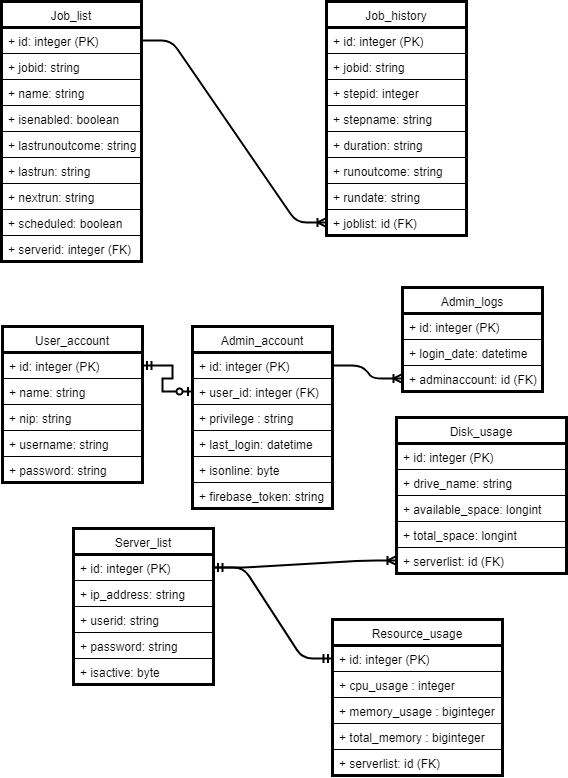 Job_list
+ id: integer (PK)
+ jobid: string
+ name: string
+ isenabled: boolean
+ lastrunoutcome: string
+ lastrun: string
+ nextrun: string
+ scheduled: boolean
+ serverid: integer (FK)
Job_history
+ id: integer (PK)
+ jobid: string
+ stepid: integer
+ stepname: string
+ duration: string
+ runoutcome: string
+ rundate: string
+ joblist: id (FK)
User_account
+ id: integer (PK)
+ name: string
+ nip: string
+ username: string
+ password: string
Admin_account
+ id: integer (PK)
+ user_id: integer (FK)
+ privilege : string
+ last_login: datetime
+ isonline: byte
+ firebase_token: string
Admin_logs
+ id: integer (PK)
+ login_date: datetime
+ adminaccount: id (FK)
Disk_usage
+ id: integer (PK)
+ drive_name: string
+ available_space: longint
+ total_space: longint
+ serverlist: id (FK)
Server_list
+ id: integer (PK)
+ ip_address: string
+ userid: string
+ password: string
+ isactive: byte
Resource_usage
+ id: integer (PK)
+ cpu_usage : integer
+ memory_usage : biginteger
+ total_memory : biginteger
+ serverlist: id (FK)